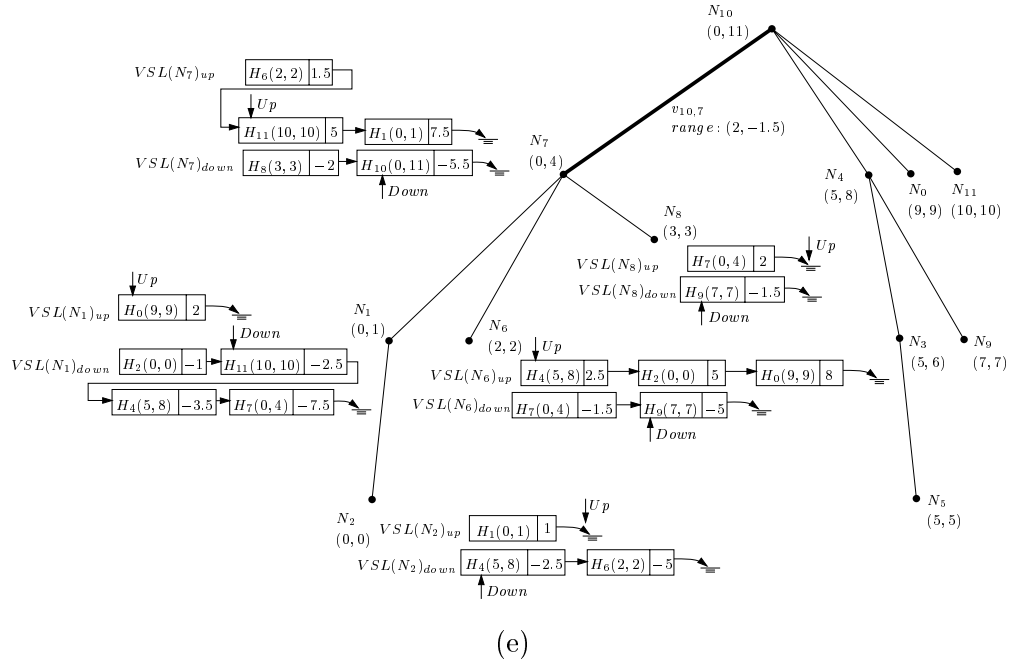 N10
(0, 11)
VSL(N7)up
H6(2, 2) 1.5
Up
H11(10, 10) 5
H1(0, 1) 7.5
VSL(N7)down
H8(3, 3) −2
H10(0, 11) −5.5
Down
v10,7
range: (2, −1.5)
N7
(0, 4)
N4
(5, 8)
N0
(9, 9)
N11
(10, 10)
N8
(3, 3)
Up
VSL(N8)up
H7(0, 4) 2
VSL(N8)down
H9(7, 7) −1.5
Down
Up
VSL(N1)up
H0(9, 9) 2
N1
(0, 1)
Down
VSL(N1)down
H2(0, 0) −1
H11(10, 10) −2.5
H4(5, 8) −3.5
H7(0, 4) −7.5
N6
(2, 2)
Up
VSL(N6)up
H4(5, 8) 2.5
H2(0, 0) 5
H0(9, 9) 8
VSL(N6)down
H7(0, 4) −1.5
H9(7, 7) −5
Down
N3
(5, 6)
N9
(7, 7)
N5
(5, 5)
N2
(0, 0)
Up
VSL(N2)up
H1(0, 1) 1
VSL(N2)down
H4(5, 8) −2.5
H6(2, 2) −5
Down
(e)